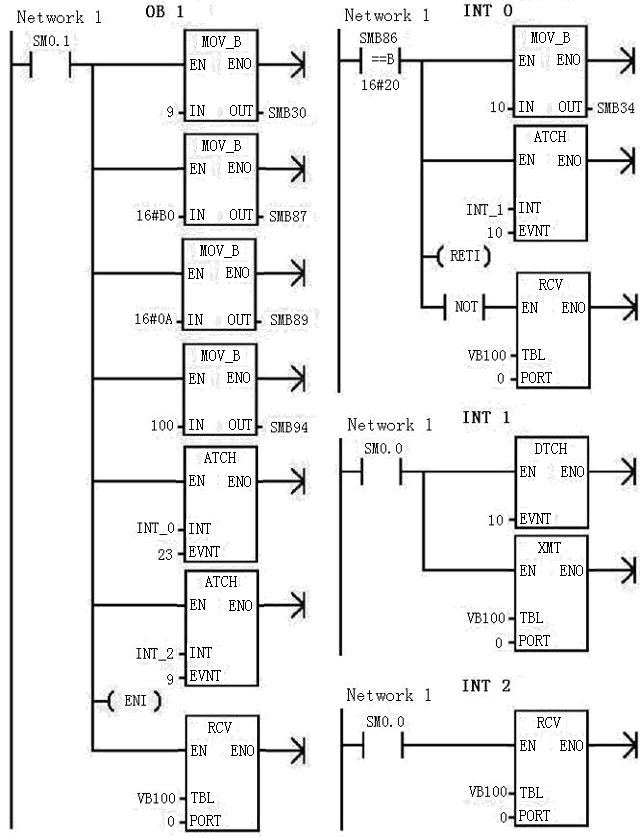 OB 1
Network 1
SM0.1
MOV_B
EN ENO
9 IN OUT SMB30
MOV_B
EN ENO
16#B0 IN OUT SMB87
MOV_B
EN ENO
16#0A IN OUT SMB89
MOV_B
EN ENO
100 IN OUT SMB94
ATCH
EN ENO
INT_0 INT
23 EVNT
ATCH
EN ENO
INT_2 INT
9 EVNT
( ENI )
RCV
EN ENO
VB100 TBL
0 PORT
INT 0
Network 1
SMB86
==B
16#20
MOV_B
EN ENO
10 IN OUT SMB34
ATCH
EN ENO
INT_1 INT
10 EVNT
( RETI )
NOT
RCV
EN ENO
VB100 TBL
0 PORT
INT 1
Network 1
SM0.0
DTCH
EN ENO
10 EVNT
XMT
EN ENO
VB100 TBL
0 PORT
INT 2
Network 1
SM0.0
RCV
EN ENO
VB100 TBL
0 PORT